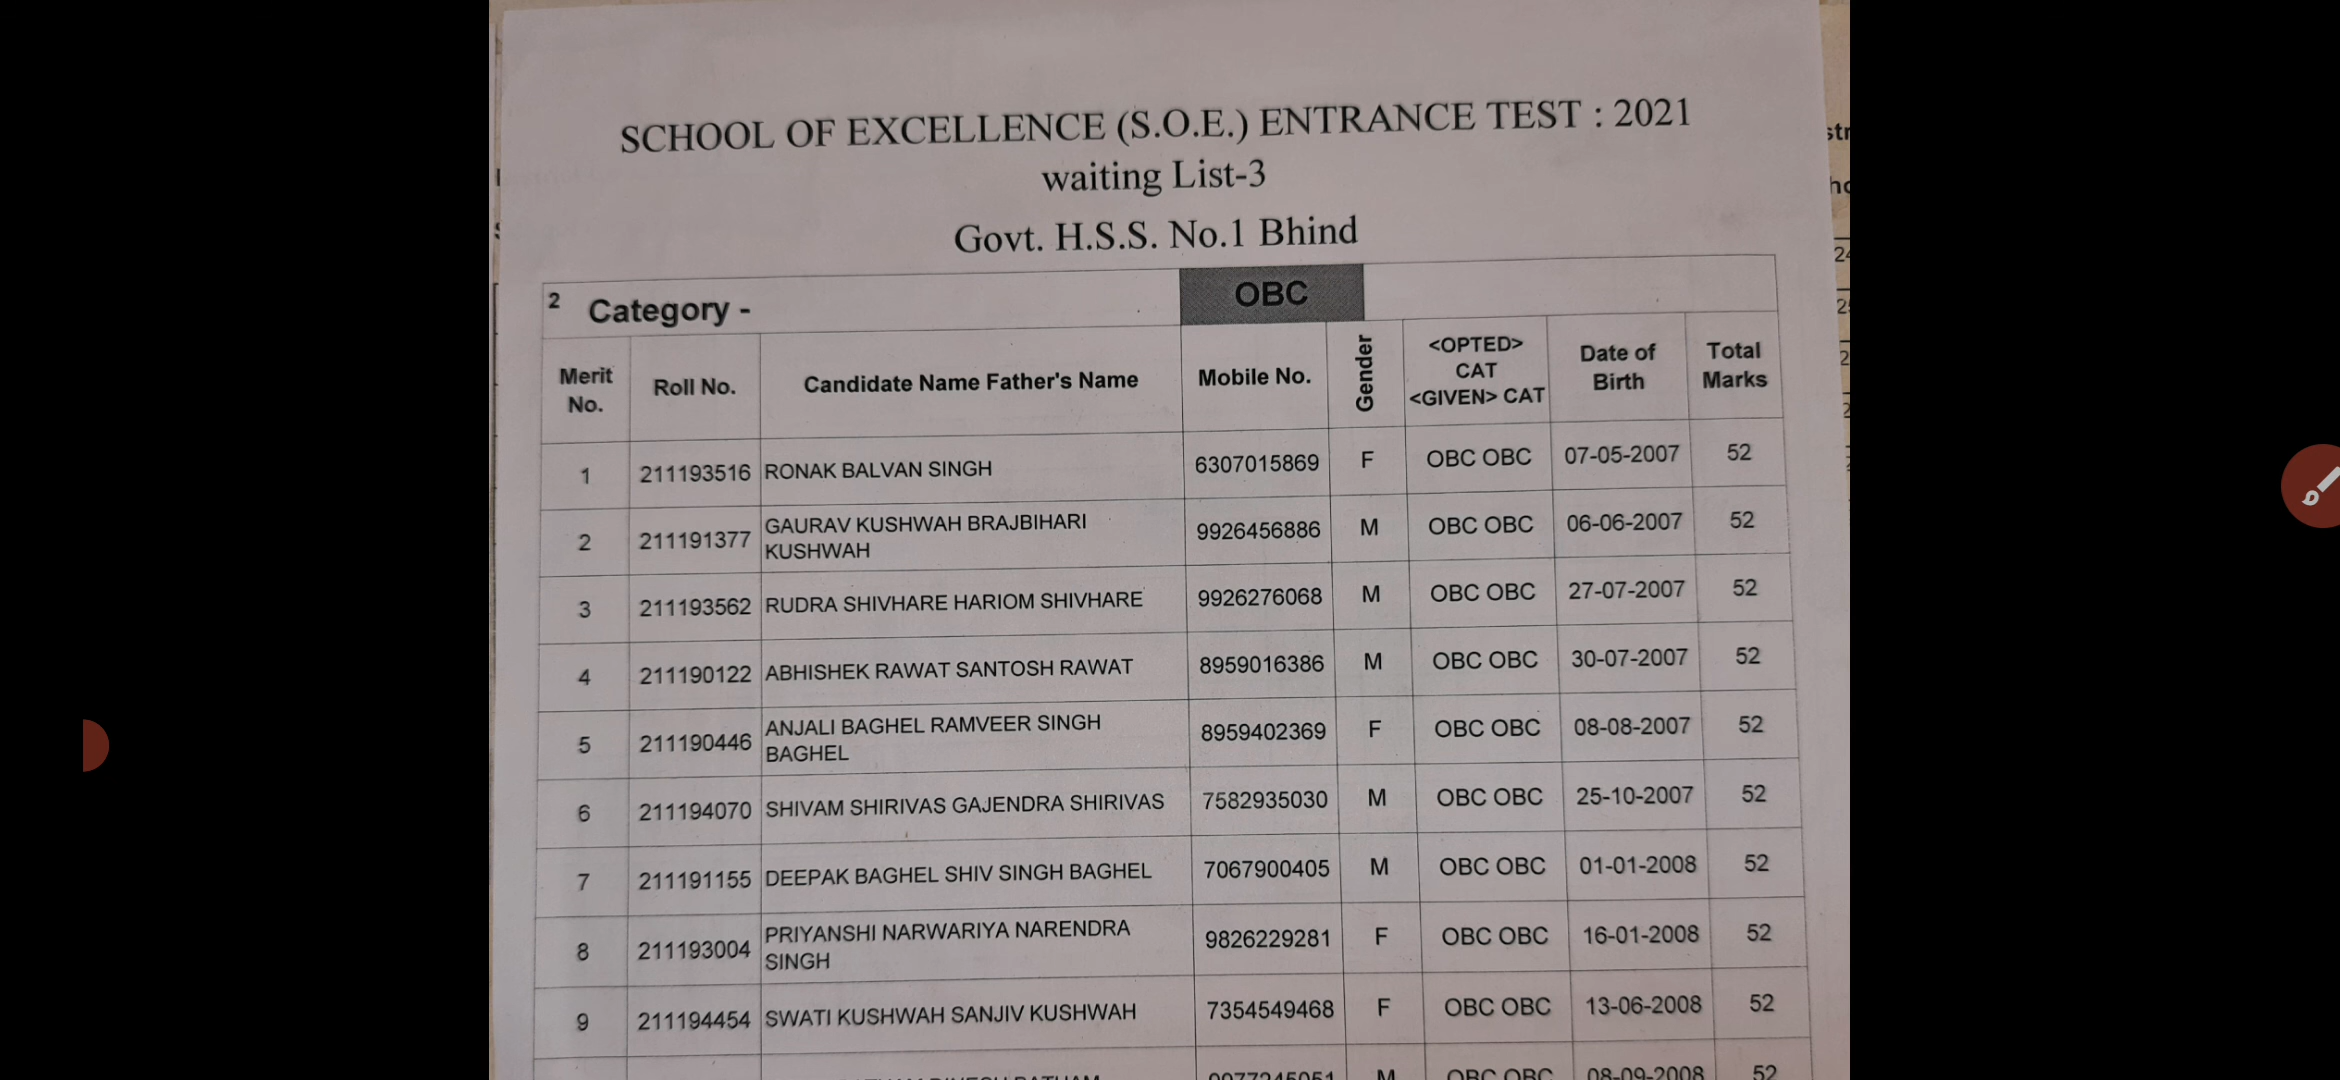 SCHOOL OF EXCELLENCE (S.O.E.) ENTRANCE TEST : 2021
waiting List-3
Govt. H.S.S. No.1 Bhind
2 Category - OBC
Merit No. Roll No. Candidate Name Father's Name Mobile No. Gender <OPTED> CAT <GIVEN> CAT Date of Birth Total Marks
1 211193516 RONAK BALVAN SINGH 6307015869 F OBC OBC 07-05-2007 52
2 211191377 GAURAV KUSHWAH BRAJBIHARI KUSHWAH 9926456886 M OBC OBC 06-06-2007 52
3 211193562 RUDRA SHIVHARE HARIOM SHIVHARE 9926276068 M OBC OBC 27-07-2007 52
4 211190122 ABHISHEK RAWAT SANTOSH RAWAT 8959016386 M OBC OBC 30-07-2007 52
5 211190446 ANJALI BAGHEL RAMVEER SINGH BAGHEL 8959402369 F OBC OBC 08-08-2007 52
6 211194070 SHIVAM SHIRIVAS GAJENDRA SHIRIVAS 7582935030 M OBC OBC 25-10-2007 52
7 211191155 DEEPAK BAGHEL SHIV SINGH BAGHEL 7067900405 M OBC OBC 01-01-2008 52
8 211193004 PRIYANSHI NARWARIYA NARENDRA SINGH 9826229281 F OBC OBC 16-01-2008 52
9 211194454 SWATI KUSHWAH SANJIV KUSHWAH 7354549468 F OBC OBC 13-06-2008 52
M OBC OBC 08-09-2008 52